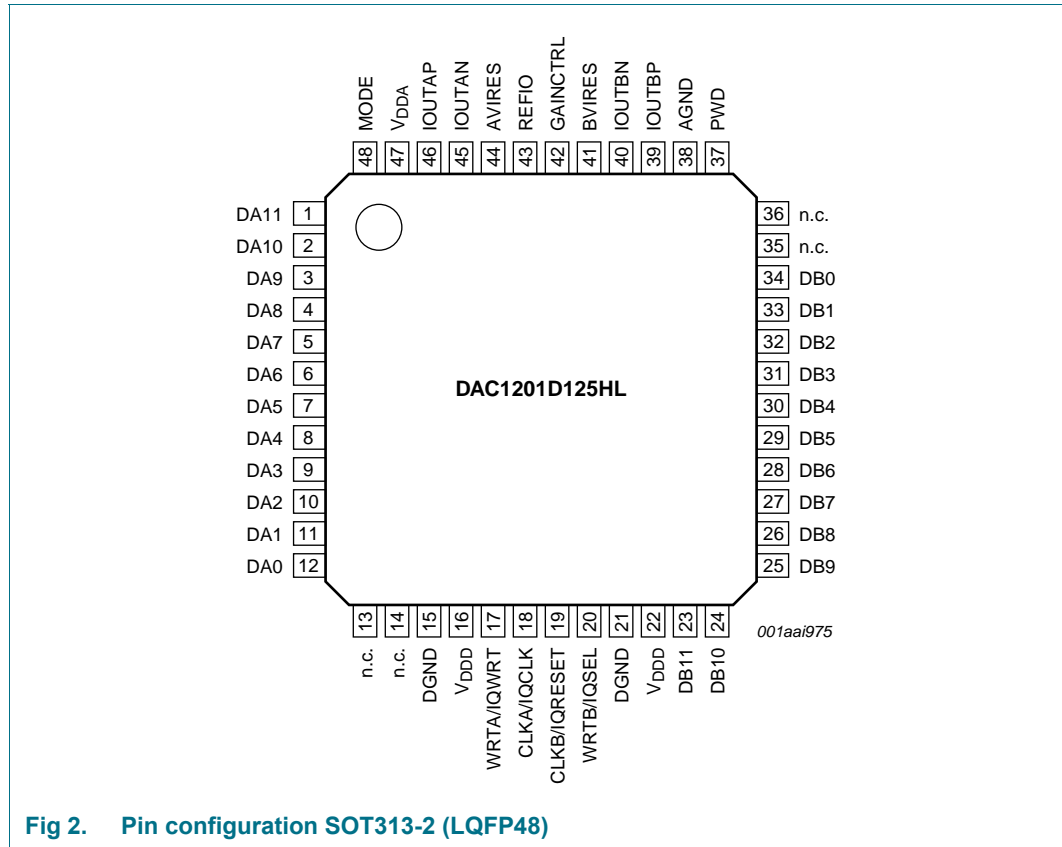 MODE
VDDA
IOUTAP
IOUTAN
AVIRES
REFIO
GAINCTRL
BVIRES
IOUTBN
IOUTBP
AGND
PWD
48
47
46
45
44
43
42
41
40
39
38
37
DA11 1
DA10 2
DA9 3
DA8 4
DA7 5
DA6 6
DA5 7
DA4 8
DA3 9
DA2 10
DA1 11
DA0 12
DAC1201D125HL
36 n.c.
35 n.c.
34 DB0
33 DB1
32 DB2
31 DB3
30 DB4
29 DB5
28 DB6
27 DB7
26 DB8
25 DB9
13
14
15
16
17
18
19
20
21
22
23
24
n.c.
n.c.
DGND
VDDD
WRTA/IQWRT
CLKA/IQCLK
CLKB/IQRESET
WRTB/IQSEL
DGND
VDDD
DB11
DB10
001aai975
Fig 2. Pin configuration SOT313-2 (LQFP48)